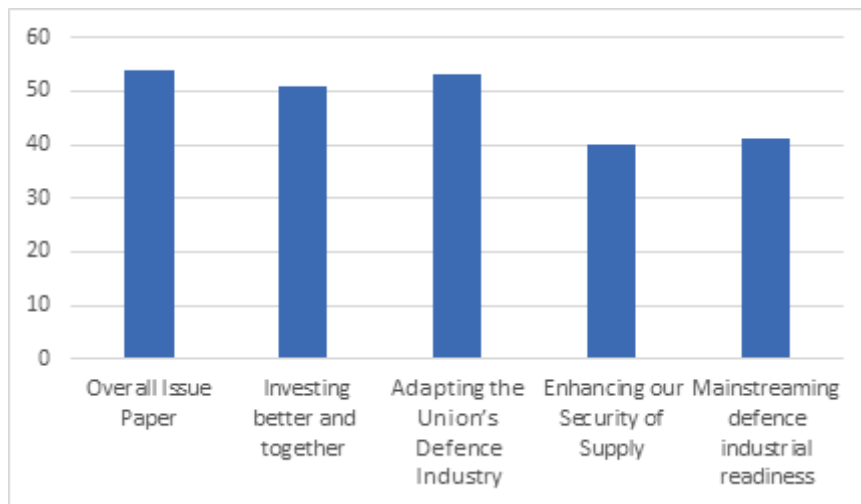 60
50
40
30
20
10
0
Overall Issue
Paper
Investing
better and
together
Adapting the
Union’s
Defence
Industry
Enhancing our
Security of
Supply
Mainstreaming
defence
industrial
readiness